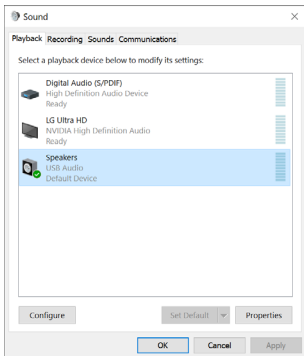 Sound
Playback Recording Sounds Communications
Select a playback device below to modify its settings:
Digital Audio (S/PDIF)
High Definition Audio Device
Ready
LG Ultra HD
NVIDIA High Definition Audio
Ready
Speakers
USB Audio
Default Device
Configure Set Default Properties
OK Cancel Apply